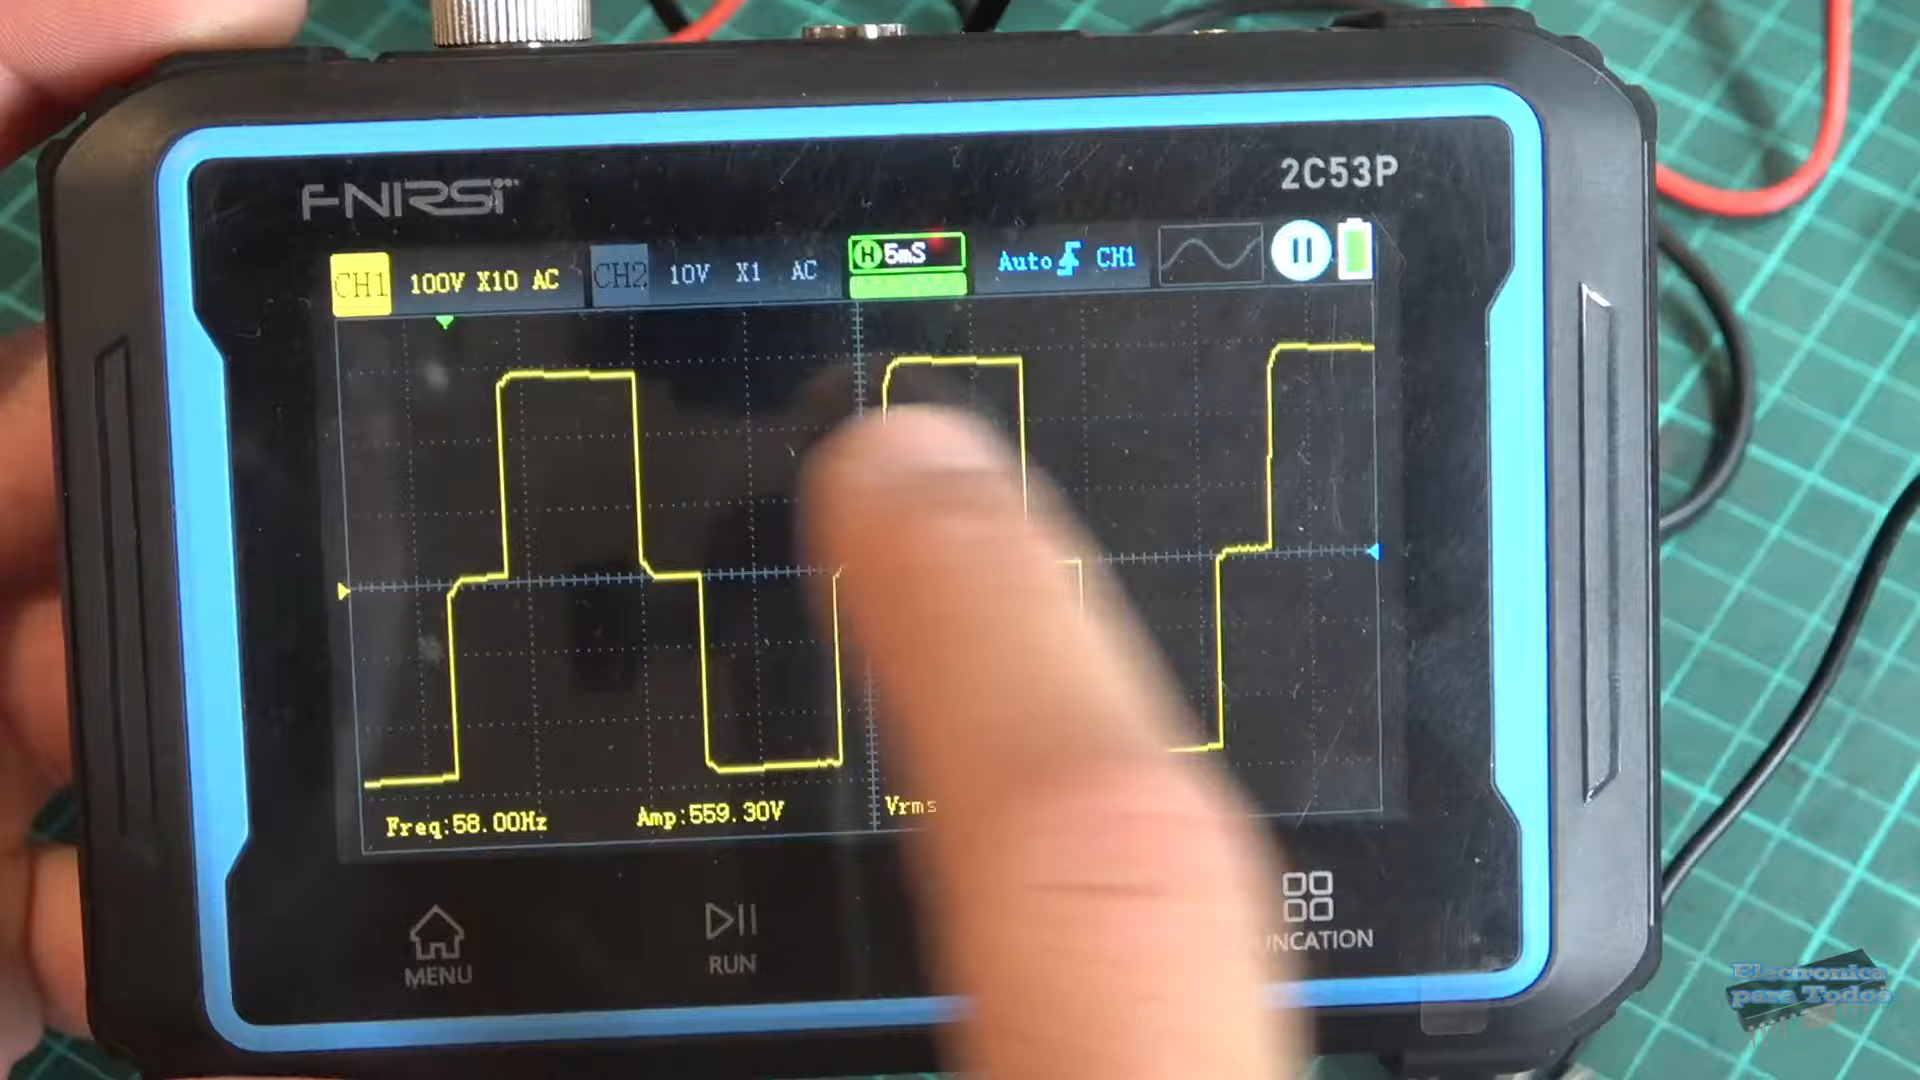 FNIRSI
2C53P
CH1 100V X10 AC CH2 10V X1 AC H 5mS Auto CH1
Freq:58.00Hz Amp:559.30V Vrms
MENU RUN UNCATION
Electronica
para Todos